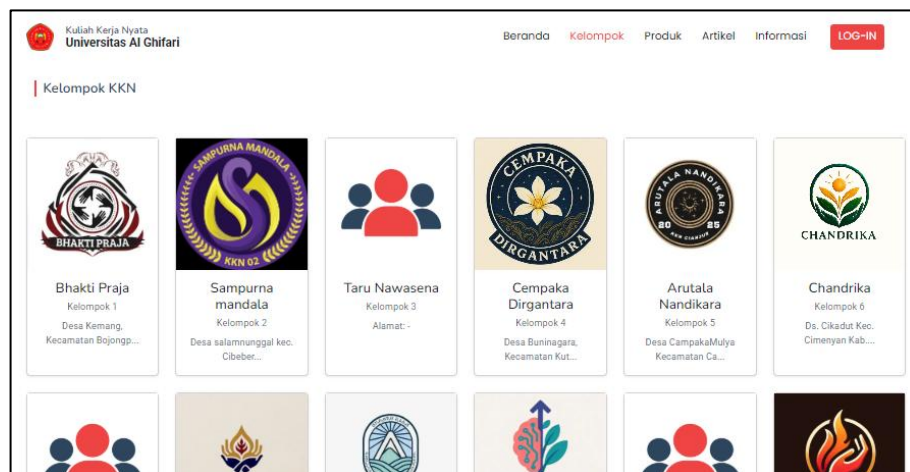 Kuliah Kerja Nyata
Universitas Al Ghifari
Beranda Kelompok Produk Artikel Informasi LOG-IN
Kelompok KKN
BHAKTI PRAJA
SAMPURNA MANDALA
KKN 02
CEMPAKA
DIRGANTARA
ARUTALA NANDIKARA
20 25
KKN CIANJUR
CHANDRIKA
Bhakti Praja
Kelompok 1
Desa Kemang,
Kecamatan Bojongp...
Sampurna
mandala
Kelompok 2
Desa salamnunggal kec.
Cibeber...
Taru Nawasena
Kelompok 3
Alamat: -
Cempaka
Dirgantara
Kelompok 4
Desa Buninagara,
Kecamatan Kut...
Arutala
Nandikara
Kelompok 5
Desa CampakaMulya
Kecamatan Ca...
Chandrika
Kelompok 6
Ds. Cikadut Kec.
Cimenyan Kab....